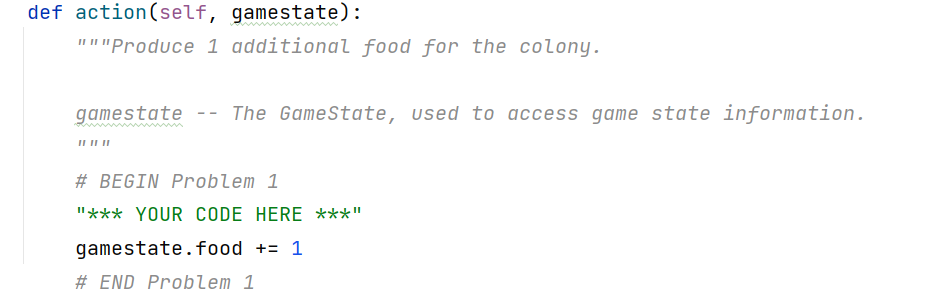 def action(self, gamestate):
"""Produce 1 additional food for the colony.
gamestate -- The GameState, used to access game state information.
"""
# BEGIN Problem 1
"*** YOUR CODE HERE ***"
gamestate.food += 1
# END Problem 1